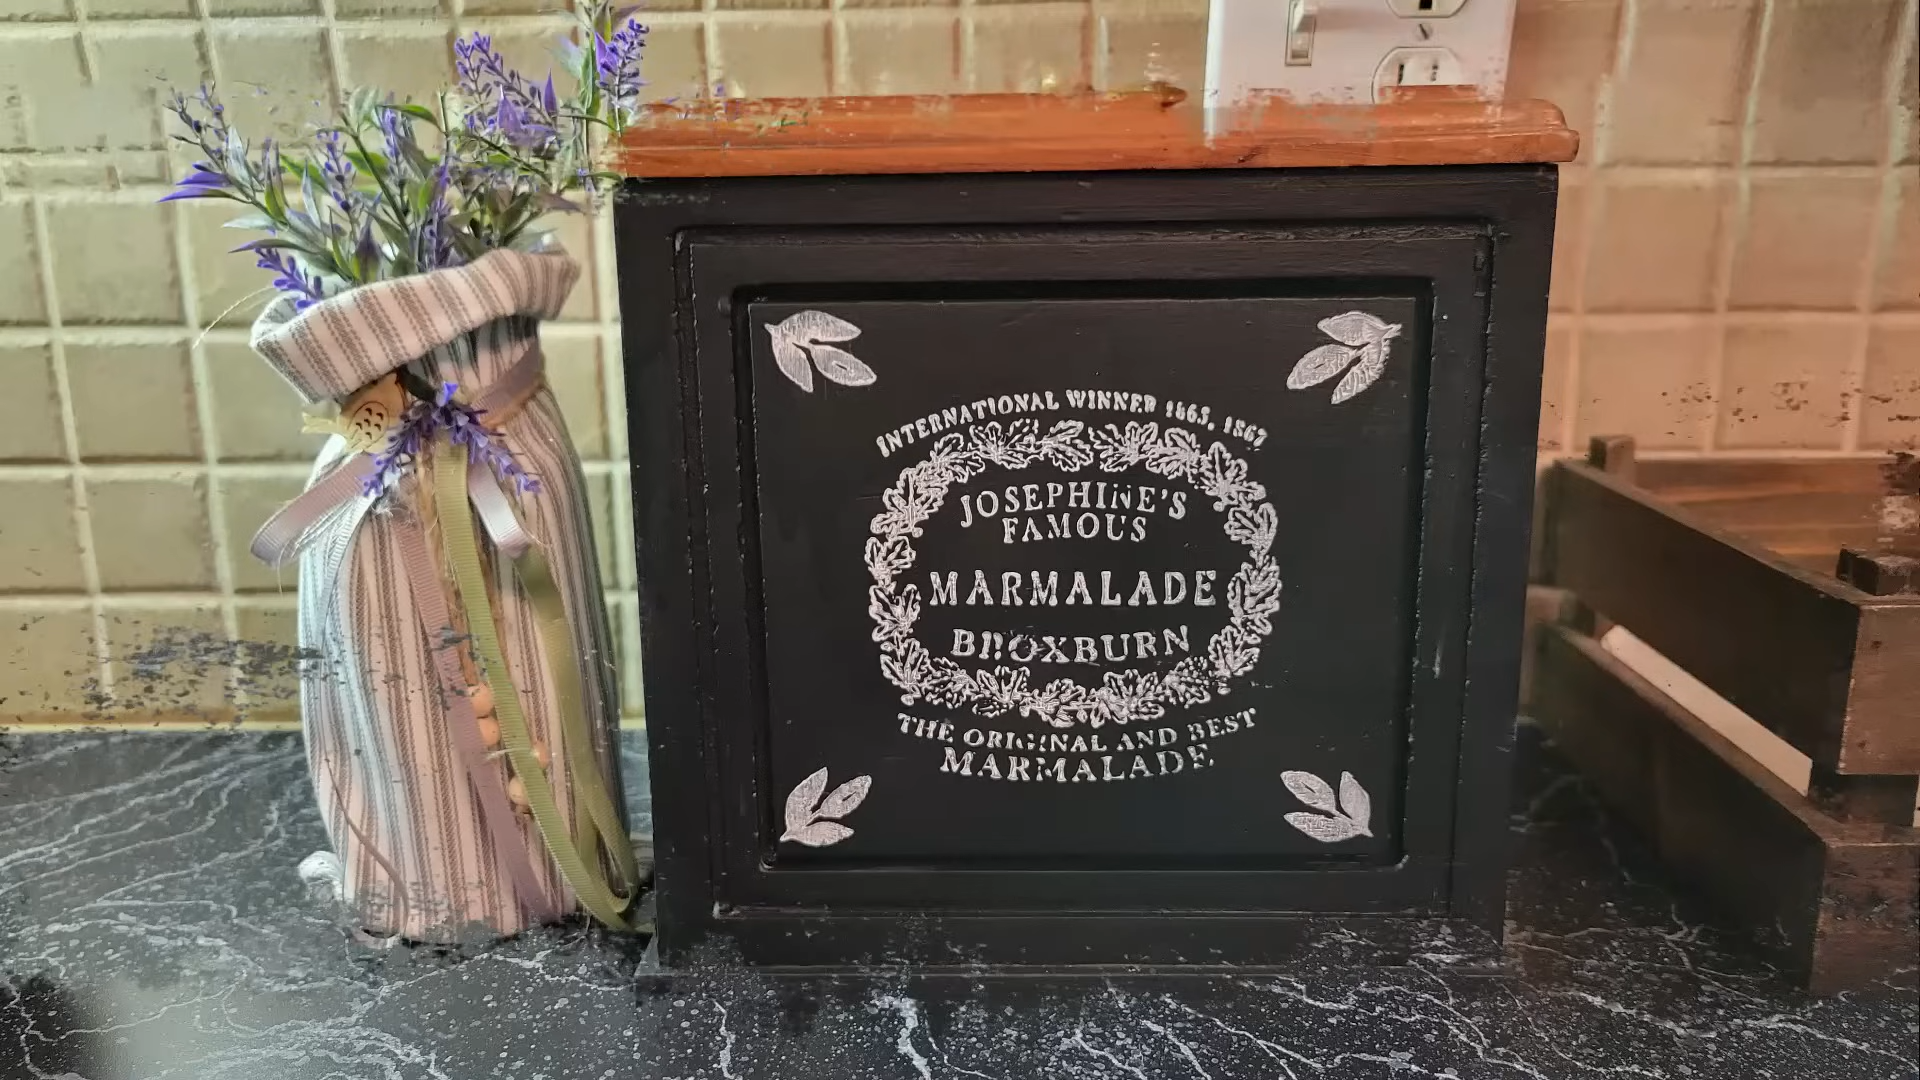 INTERNATIONAL WINNER 1863, 1867
JOSEPHINE'S
FAMOUS
MARMALADE
BROXBURN
THE ORIGINAL AND BEST
MARMALADE